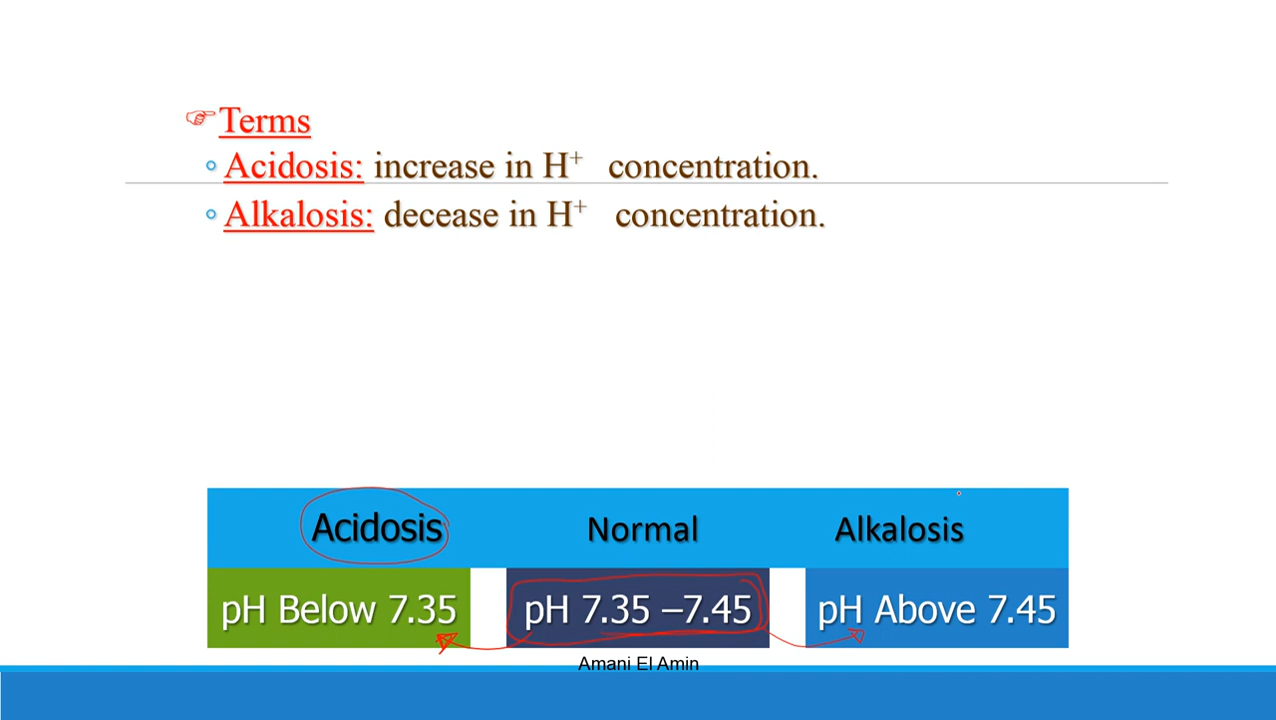 ☞Terms
◦ Acidosis: increase in H⁺ concentration.
◦ Alkalosis: decease in H⁺ concentration.
Acidosis Normal Alkalosis
pH Below 7.35 pH 7.35 –7.45 pH Above 7.45
Amani El Amin